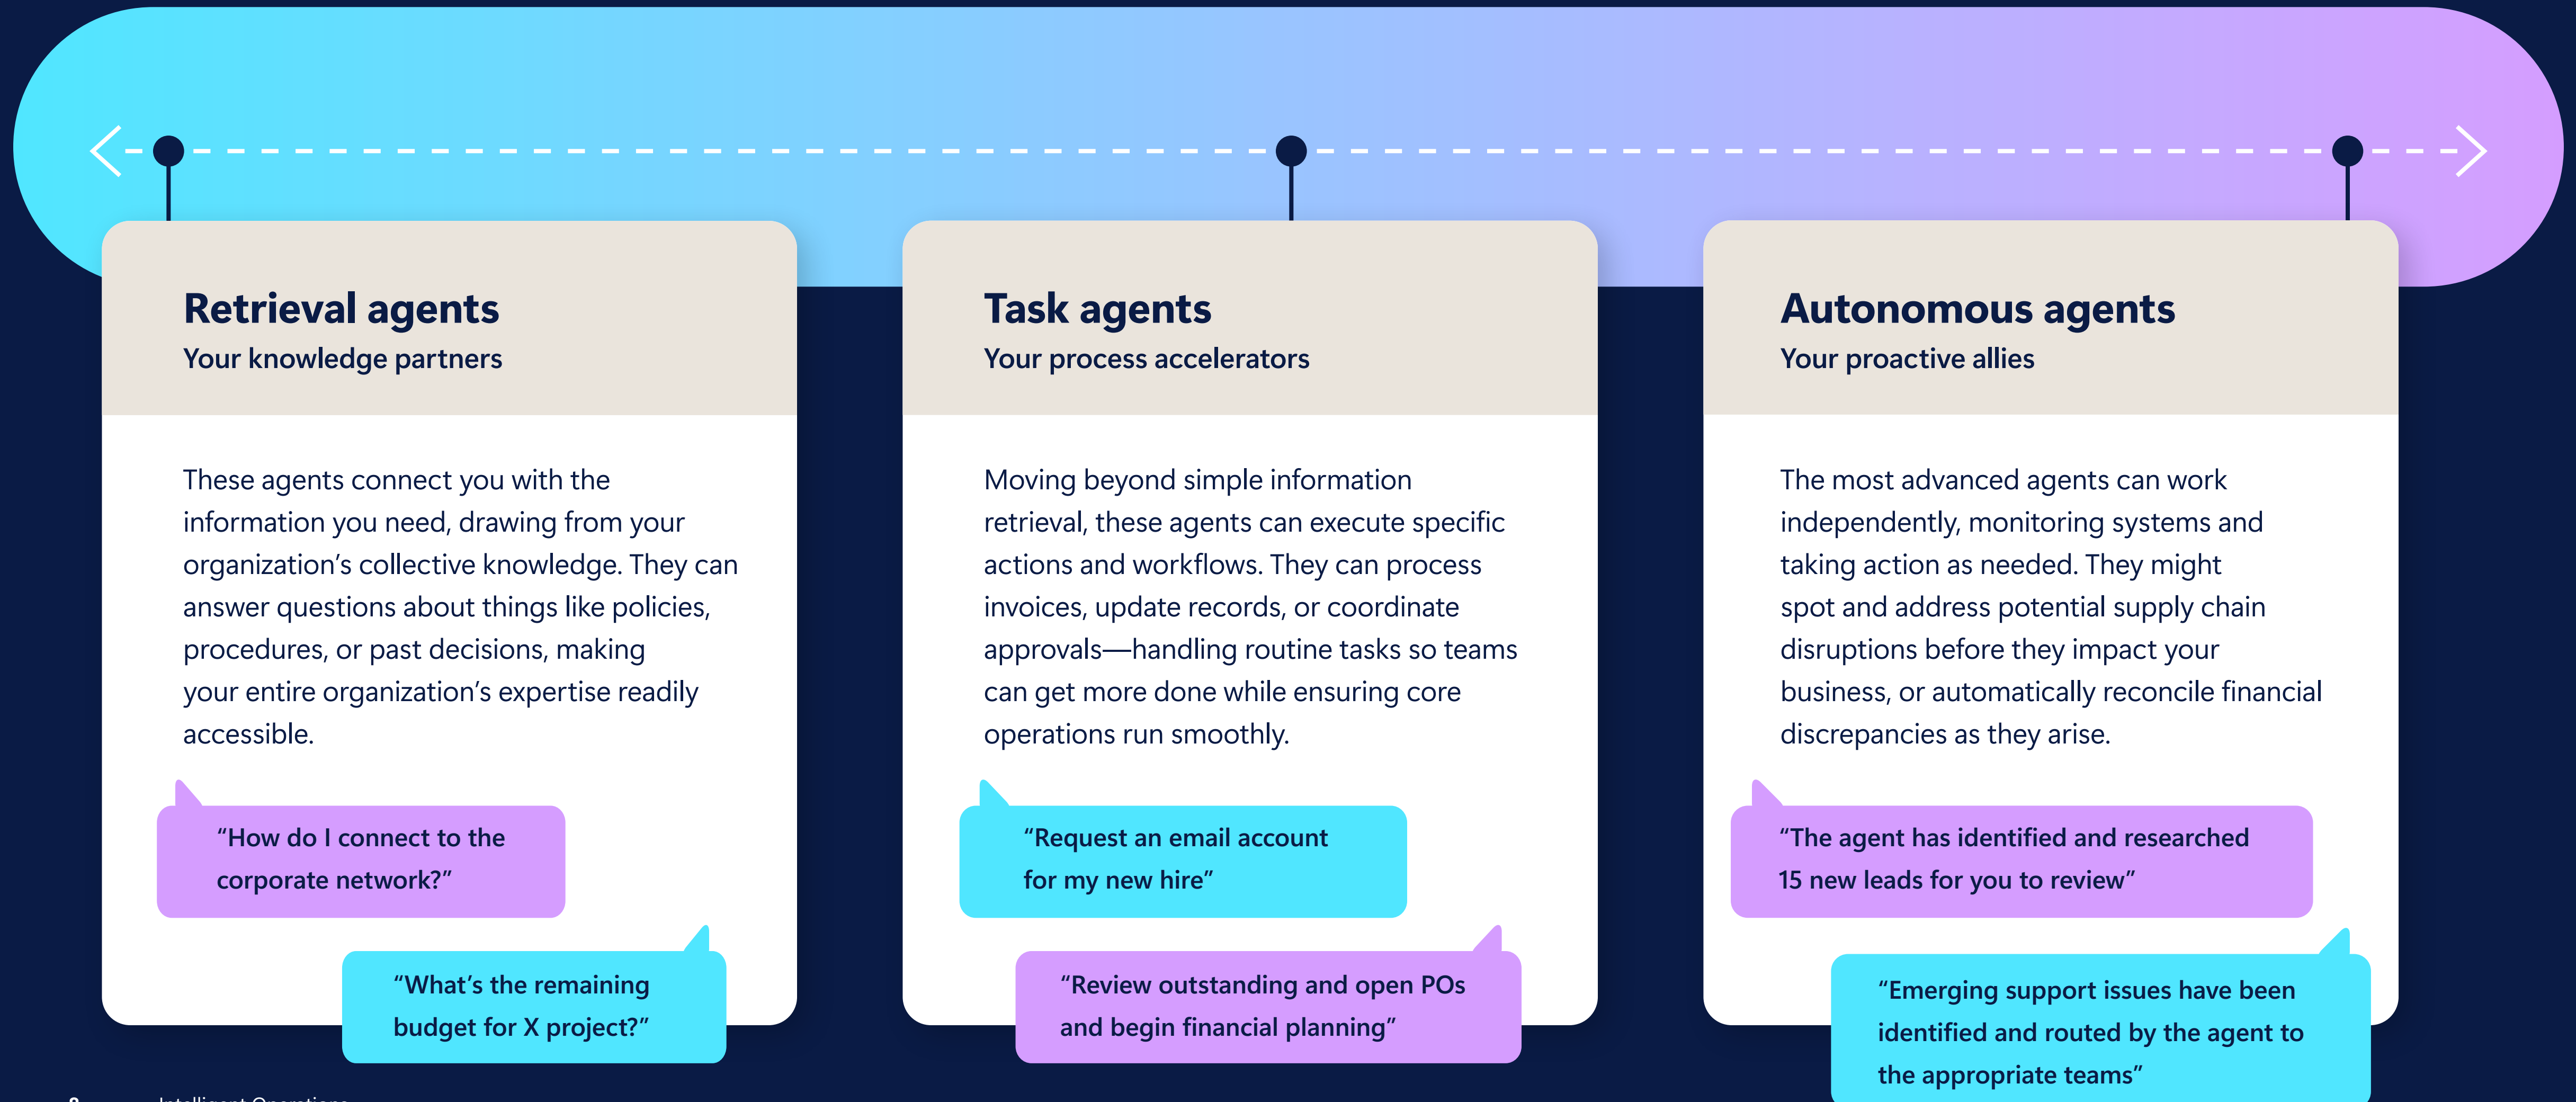 Retrieval agents
Your knowledge partners
These agents connect you with the
information you need, drawing from your
organization’s collective knowledge. They can
answer questions about things like policies,
procedures, or past decisions, making
your entire organization’s expertise readily
accessible.
“How do I connect to the
corporate network?”
“What’s the remaining
budget for X project?”
Task agents
Your process accelerators
Moving beyond simple information
retrieval, these agents can execute specific
actions and workflows. They can process
invoices, update records, or coordinate
approvals—handling routine tasks so teams
can get more done while ensuring core
operations run smoothly.
“Request an email account
for my new hire”
“Review outstanding and open POs
and begin financial planning”
Autonomous agents
Your proactive allies
The most advanced agents can work
independently, monitoring systems and
taking action as needed. They might
spot and address potential supply chain
disruptions before they impact your
business, or automatically reconcile financial
discrepancies as they arise.
“The agent has identified and researched
15 new leads for you to review”
“Emerging support issues have been
identified and routed by the agent to
the appropriate teams”
Intelligent Operations